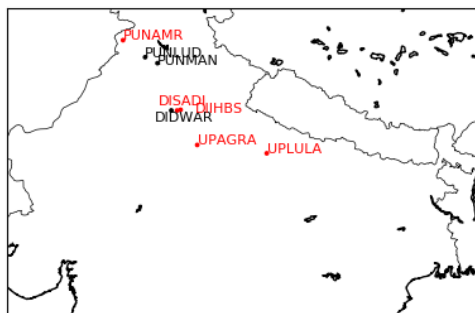 PUNAMR
PUNLUD
PUNMAN
DISADI
DIJHBS
DIDWAR
UPAGRA
UPLULA